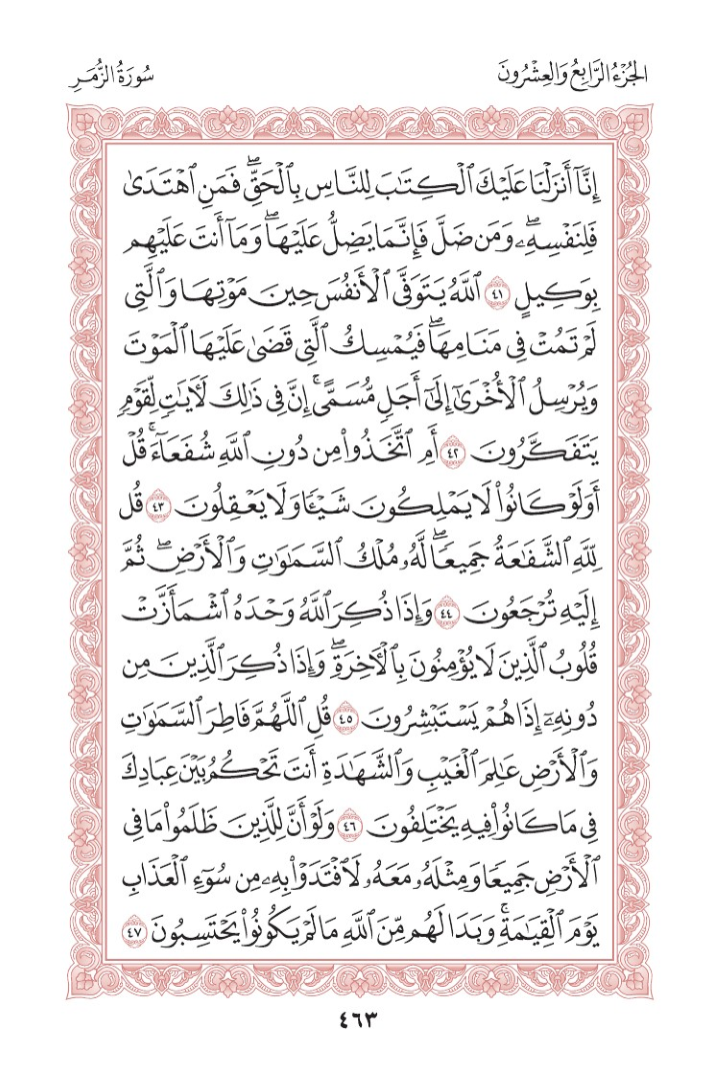 الجُزْءُ الرَّابِعُ وَالعِشْرُونَ
سُورَةُ الزُّمَرِ
إِنَّآ أَنزَلْنَا عَلَيْكَ ٱلْكِتَٰبَ لِلنَّاسِ بِٱلْحَقِّۖ فَمَنِ ٱهْتَدَىٰ
فَلِنَفْسِهِۦۖ وَمَن ضَلَّ فَإِنَّمَا يَضِلُّ عَلَيْهَاۖ وَمَآ أَنتَ عَلَيْهِم
بِوَكِيلٍ ٤١ ٱللَّهُ يَتَوَفَّى ٱلْأَنفُسَ حِينَ مَوْتِهَا وَٱلَّتِى
لَمْ تَمُتْ فِى مَنَامِهَاۖ فَيُمْسِكُ ٱلَّتِى قَضَىٰ عَلَيْهَا ٱلْمَوْتَ
وَيُرْسِلُ ٱلْأُخْرَىٰٓ إِلَىٰٓ أَجَلٍ مُّسَمًّىۚ إِنَّ فِى ذَٰلِكَ لَأٓيَٰتٍ لِّقَوْمٍ
يَتَفَكَّرُونَ ٤٢ أَمِ ٱتَّخَذُوا۟ مِن دُونِ ٱللَّهِ شُفَعَآءَۚ قُلْ
أَوَلَوْ كَانُوا۟ لَا يَمْلِكُونَ شَيْـًٔا وَلَا يَعْقِلُونَ ٤٣ قُل
لِّلَّهِ ٱلشَّفَٰعَةُ جَمِيعًاۖ لَّهُۥ مُلْكُ ٱلسَّمَٰوَٰتِ وَٱلْأَرْضِۖ ثُمَّ
إِلَيْهِ تُرْجَعُونَ ٤٤ وَإِذَا ذُكِرَ ٱللَّهُ وَحْدَهُ ٱشْمَأَزَّتْ
قُلُوبُ ٱلَّذِينَ لَا يُؤْمِنُونَ بِٱلْأٓخِرَةِۖ وَإِذَا ذُكِرَ ٱلَّذِينَ مِن
دُونِهِۦٓ إِذَا هُمْ يَسْتَبْشِرُونَ ٤٥ قُلِ ٱللَّهُمَّ فَاطِرَ ٱلسَّمَٰوَٰتِ
وَٱلْأَرْضِ عَٰلِمَ ٱلْغَيْبِ وَٱلشَّهَٰدَةِ أَنتَ تَحْكُمُ بَيْنَ عِبَادِكَ
فِى مَا كَانُوا۟ فِيهِ يَخْتَلِفُونَ ٤٦ وَلَوْ أَنَّ لِلَّذِينَ ظَلَمُوا۟ مَا فِى
ٱلْأَرْضِ جَمِيعًا وَمِثْلَهُۥ مَعَهُۥ لَٱفْتَدَوْا۟ بِهِۦ مِن سُوٓءِ ٱلْعَذَابِ
يَوْمَ ٱلْقِيَٰمَةِۚ وَبَدَا لَهُم مِّنَ ٱللَّهِ مَا لَمْ يَكُونُوا۟ يَحْتَسِبُونَ ٤٧
٤٦٣